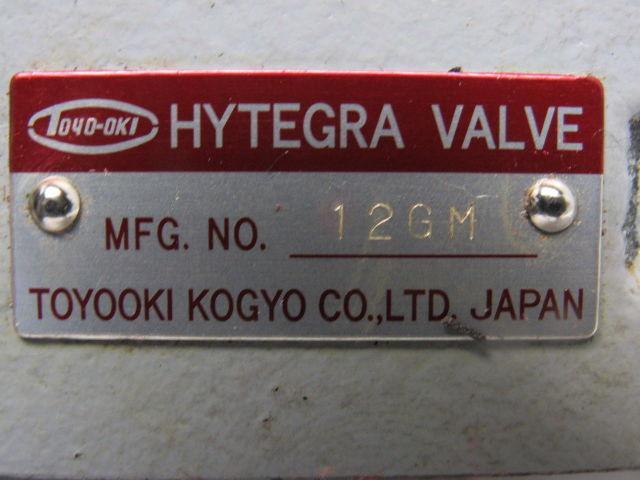 TOYO-OKI HYTEGRA VALVE
MFG. NO. 12GM
TOYOOKI KOGYO CO.,LTD. JAPAN